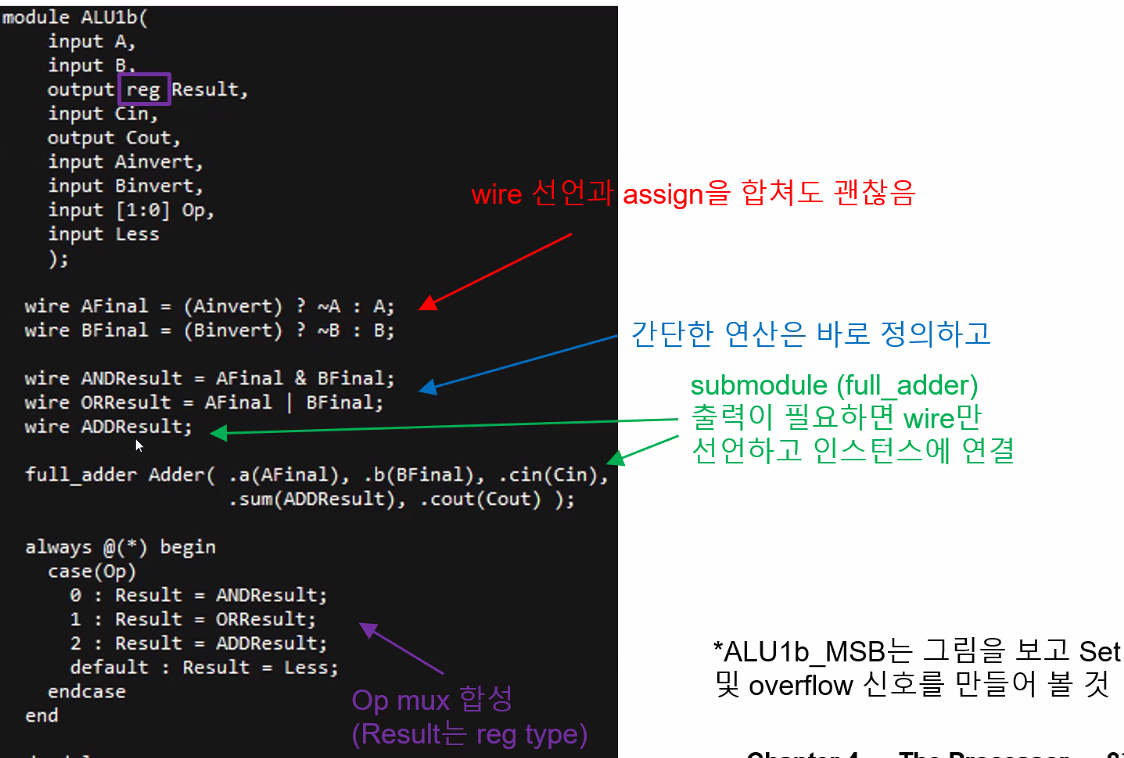 module ALU1b(
input A,
input B,
output reg Result,
input Cin,
output Cout,
input Ainvert,
input Binvert,
input [1:0] Op,
input Less
);
wire 선언과 assign을 합쳐도 괜찮음
wire AFinal = (Ainvert) ? ~A : A;
wire BFinal = (Binvert) ? ~B : B;
간단한 연산은 바로 정의하고
wire ANDResult = AFinal & BFinal;
wire ORResult = AFinal | BFinal;
wire ADDResult;
submodule (full_adder)
출력이 필요하면 wire만
선언하고 인스턴스에 연결
full_adder Adder( .a(AFinal), .b(BFinal), .cin(Cin),
.sum(ADDResult), .cout(Cout) );
always @(*) begin
case(Op)
0 : Result = ANDResult;
1 : Result = ORResult;
2 : Result = ADDResult;
default : Result = Less;
endcase
end
Op mux 합성
(Result는 reg type)
*ALU1b_MSB는 그림을 보고 Set
및 overflow 신호를 만들어 볼 것
Chapter 4 — The Processor —